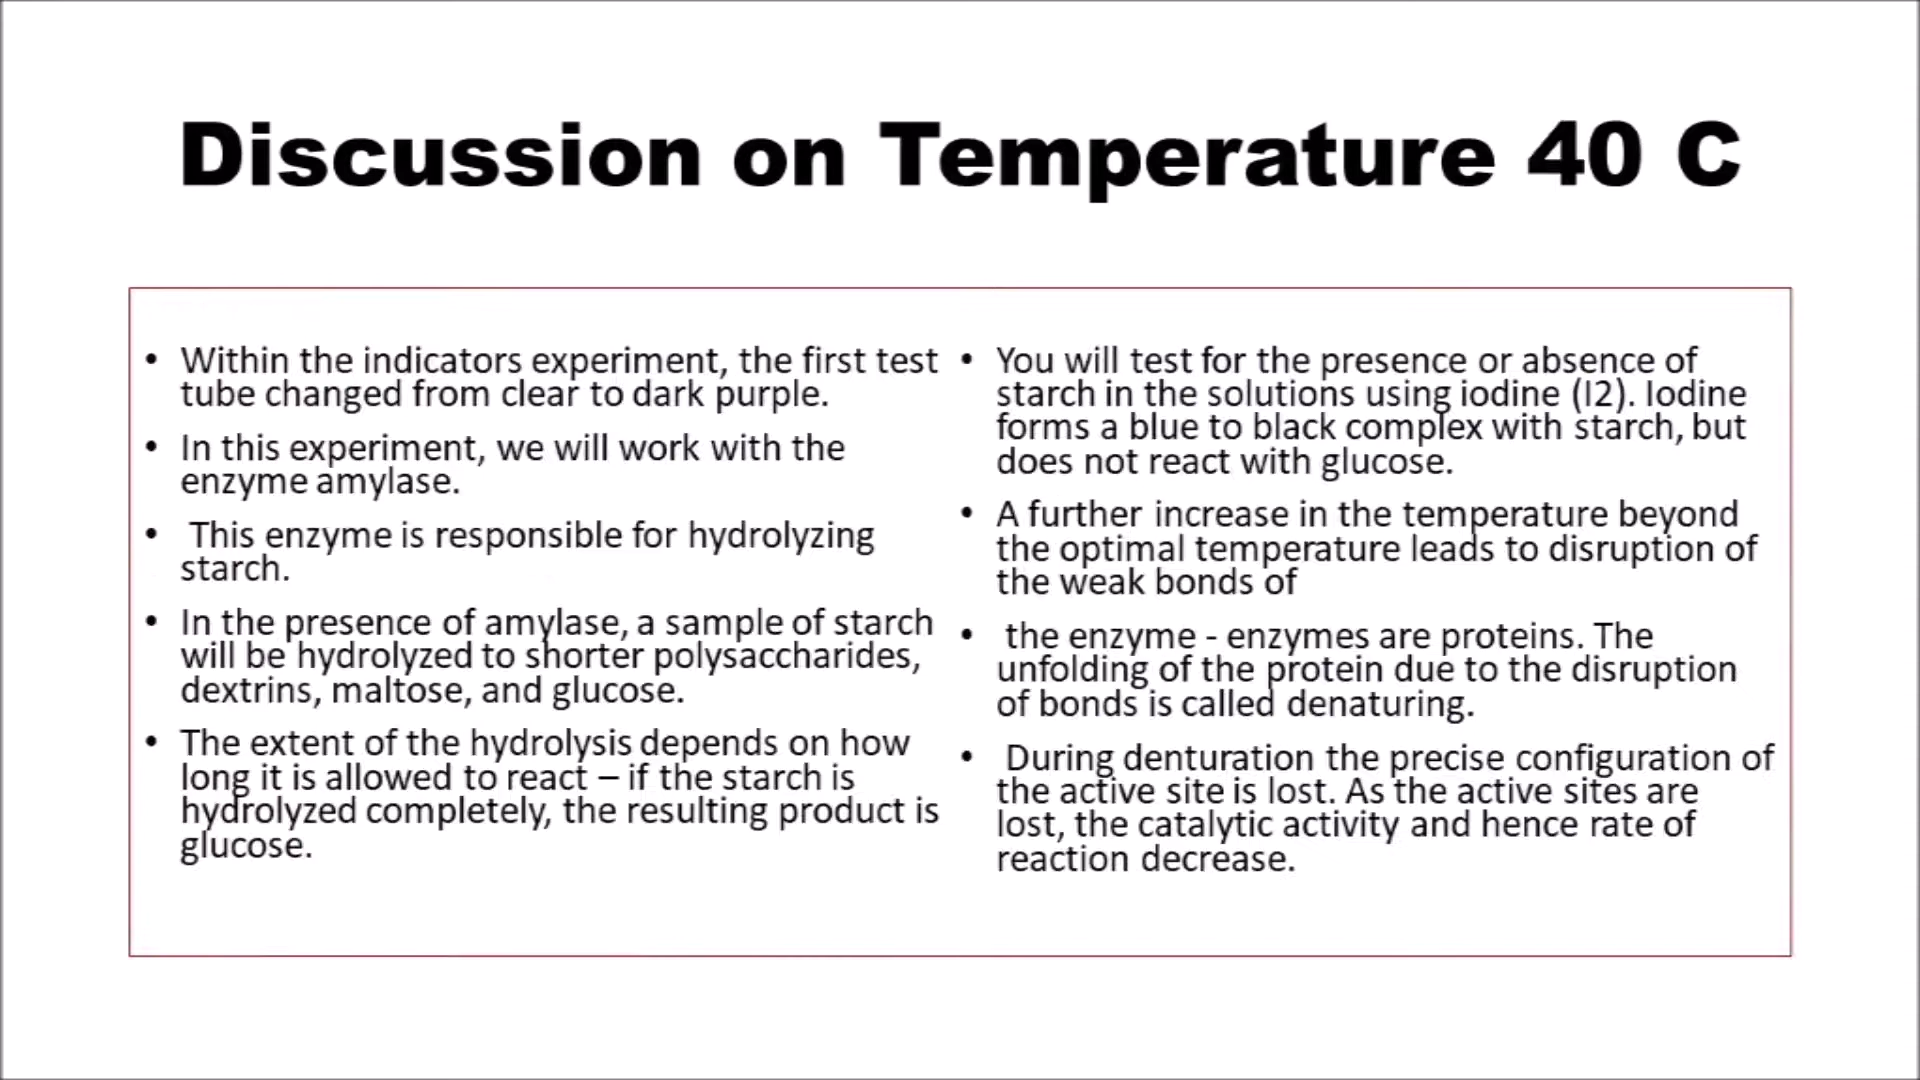 Discussion on Temperature 40 C
• Within the indicators experiment, the first test
tube changed from clear to dark purple.
• In this experiment, we will work with the
enzyme amylase.
• This enzyme is responsible for hydrolyzing
starch.
• In the presence of amylase, a sample of starch
will be hydrolyzed to shorter polysaccharides,
dextrins, maltose, and glucose.
• The extent of the hydrolysis depends on how
long it is allowed to react – if the starch is
hydrolyzed completely, the resulting product is
glucose.
• You will test for the presence or absence of
starch in the solutions using iodine (I2). Iodine
forms a blue to black complex with starch, but
does not react with glucose.
• A further increase in the temperature beyond
the optimal temperature leads to disruption of
the weak bonds of
• the enzyme - enzymes are proteins. The
unfolding of the protein due to the disruption
of bonds is called denaturing.
• During denturation the precise configuration of
the active site is lost. As the active sites are
lost, the catalytic activity and hence rate of
reaction decrease.